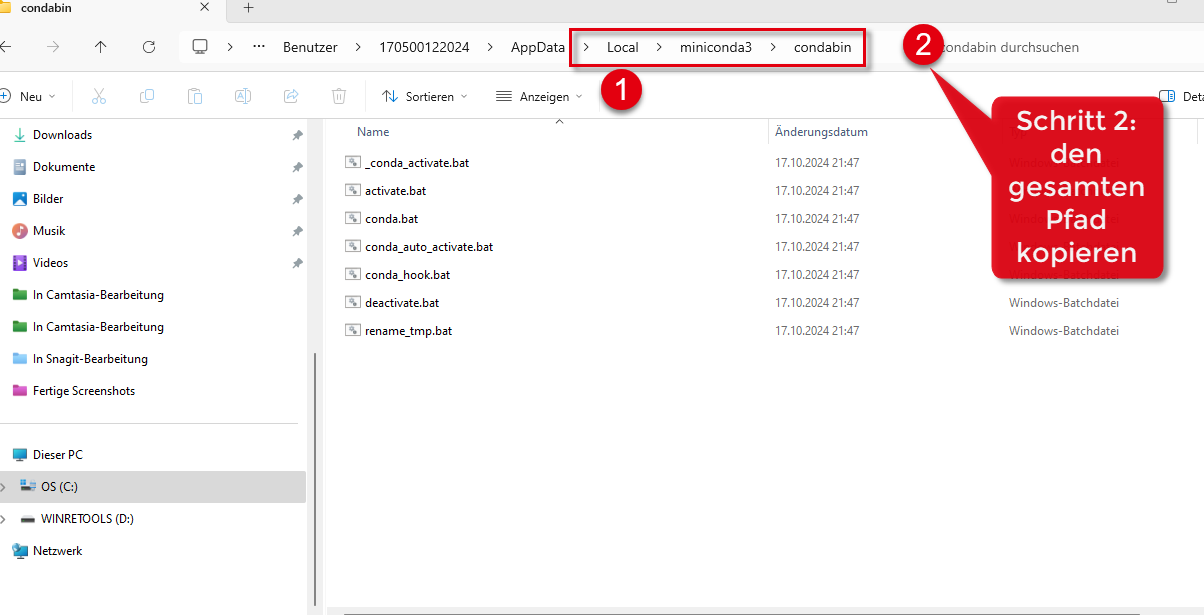 condabin
Benutzer > 170500122024 > AppData > Local > miniconda3 > condabin
2
condabin durchsuchen
Neu
Sortieren
Anzeigen
1
Downloads
Dokumente
Bilder
Musik
Videos
In Camtasia-Bearbeitung
In Camtasia-Bearbeitung
In Snagit-Bearbeitung
Fertige Screenshots
Dieser PC
OS (C:)
WINRETOOLS (D:)
Netzwerk
Name Änderungsdatum
_conda_activate.bat 17.10.2024 21:47
activate.bat 17.10.2024 21:47
conda.bat 17.10.2024 21:47
conda_auto_activate.bat 17.10.2024 21:47
conda_hook.bat 17.10.2024 21:47
deactivate.bat 17.10.2024 21:47 Windows-Batchdatei
rename_tmp.bat 17.10.2024 21:47 Windows-Batchdatei
Schritt 2:
den
gesamten
Pfad
kopieren